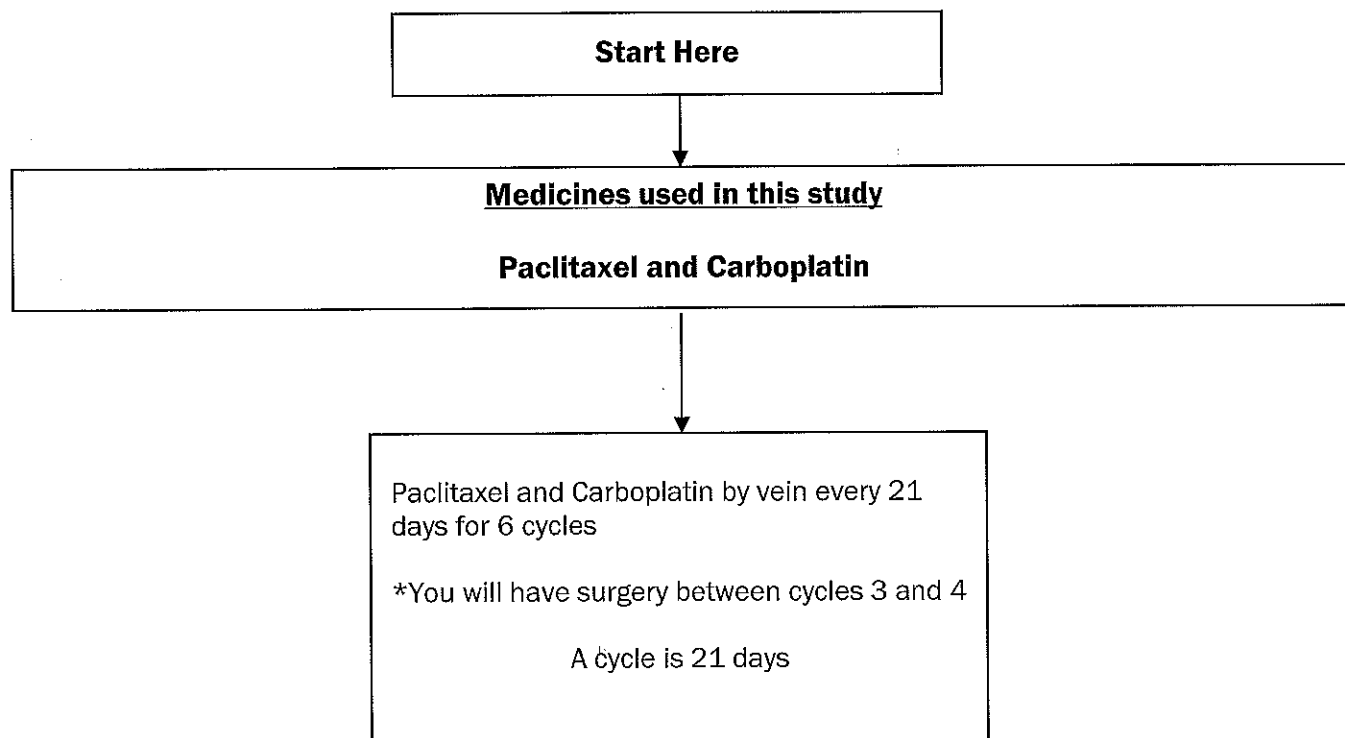 Start Here
Medicines used in this study
Paclitaxel and Carboplatin
Paclitaxel and Carboplatin by vein every 21
days for 6 cycles
*You will have surgery between cycles 3 and 4
A cycle is 21 days